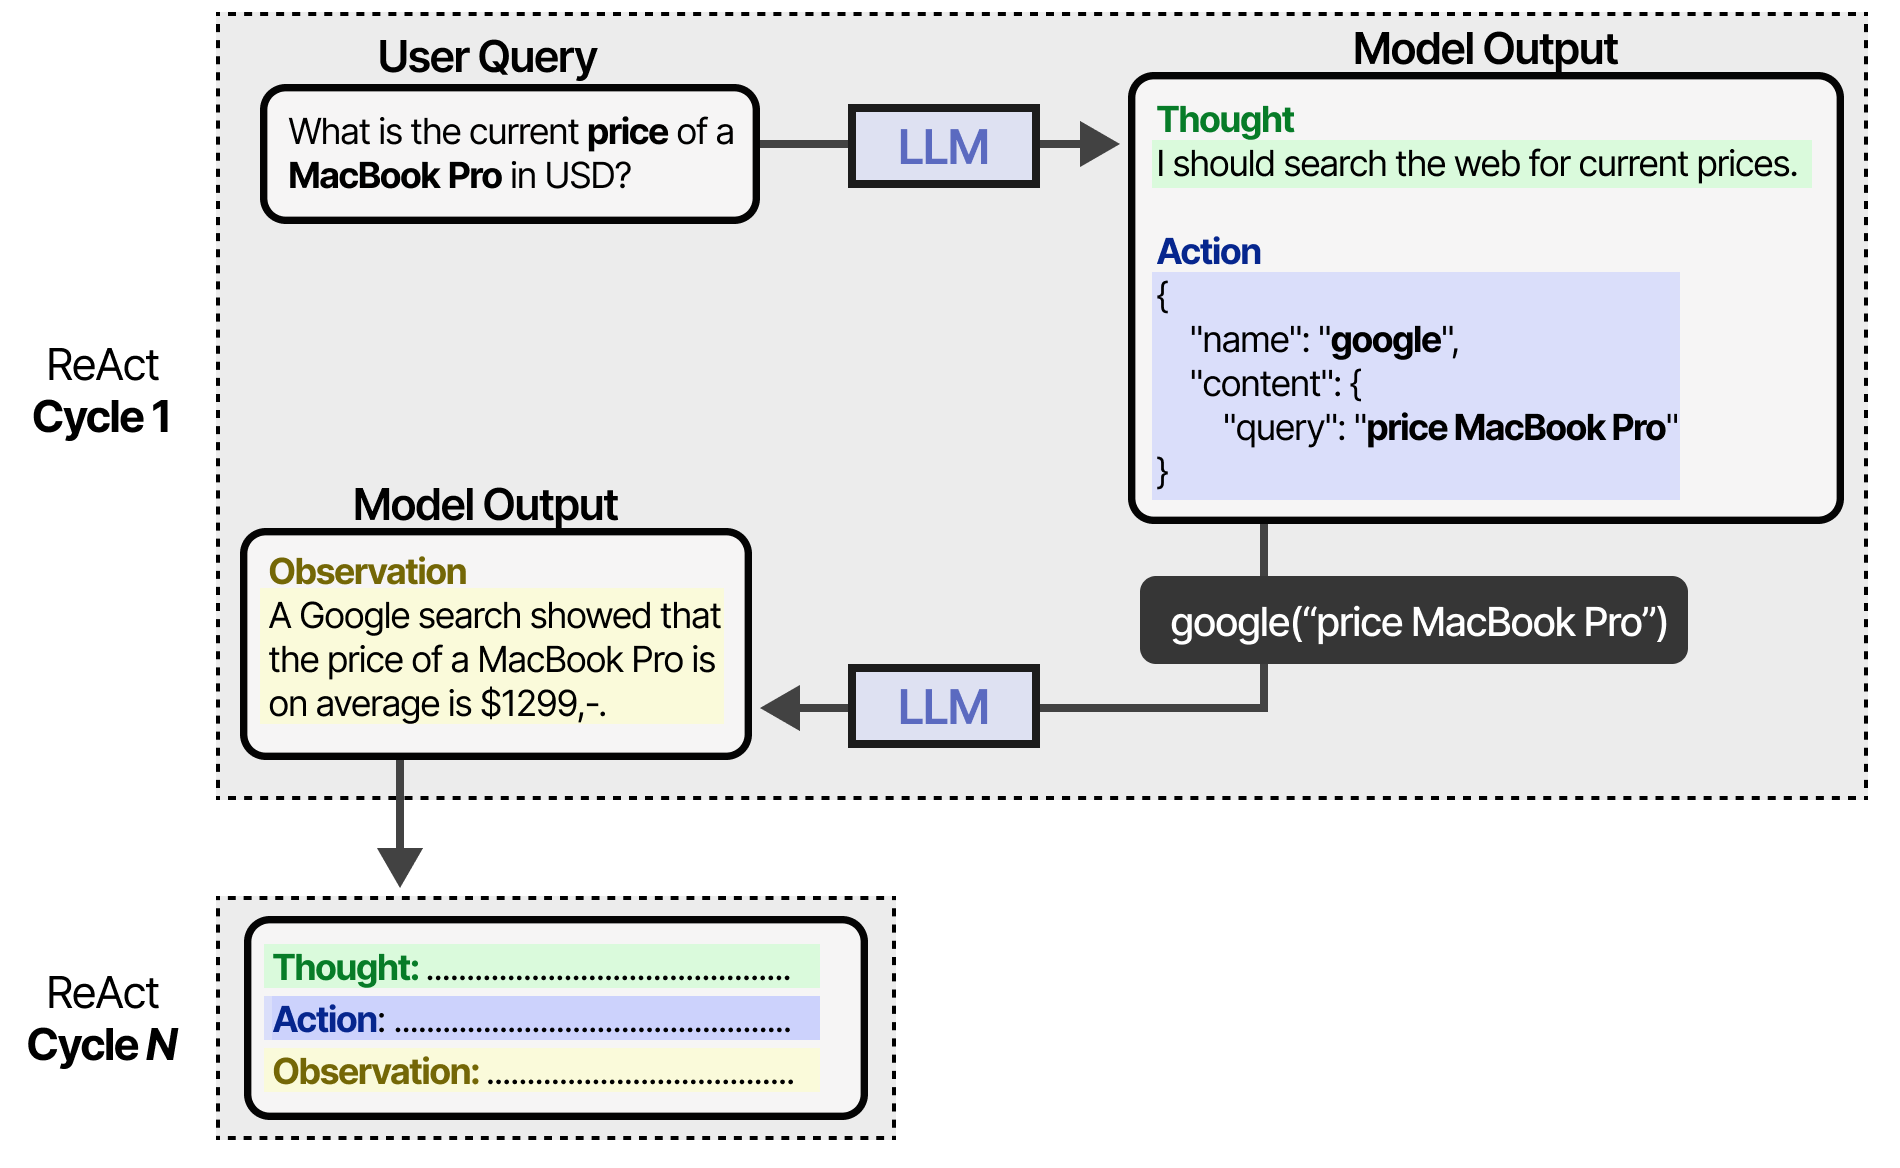 User Query
What is the current price of a
MacBook Pro in USD?
LLM
Model Output
Thought
I should search the web for current prices.
Action
{
"name": "google",
"content": {
"query": "price MacBook Pro"
}
ReAct
Cycle 1
google(“price MacBook Pro”)
LLM
Model Output
Observation
A Google search showed that
the price of a MacBook Pro is
on average is $1299,-.
ReAct
Cycle N
Thought: .............................................
Action: .................................................
Observation: ......................................